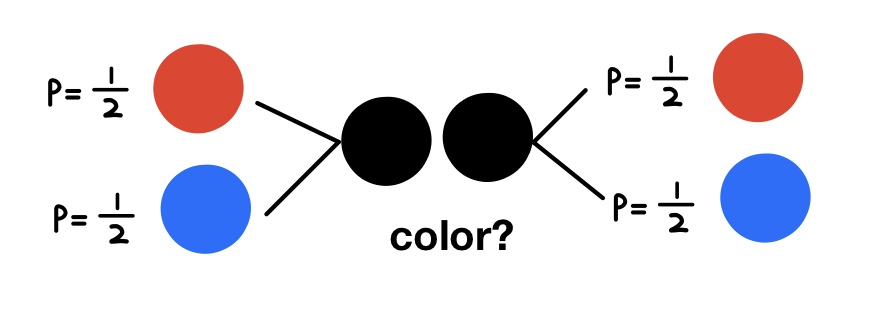 P= 1/2
P= 1/2
P= 1/2
P= 1/2
color?